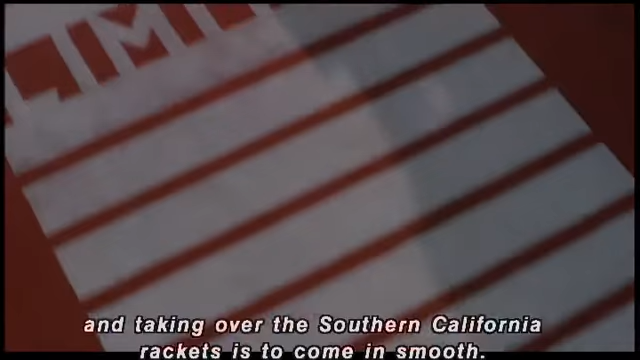 and taking over the Southern California
rackets is to come in smooth.